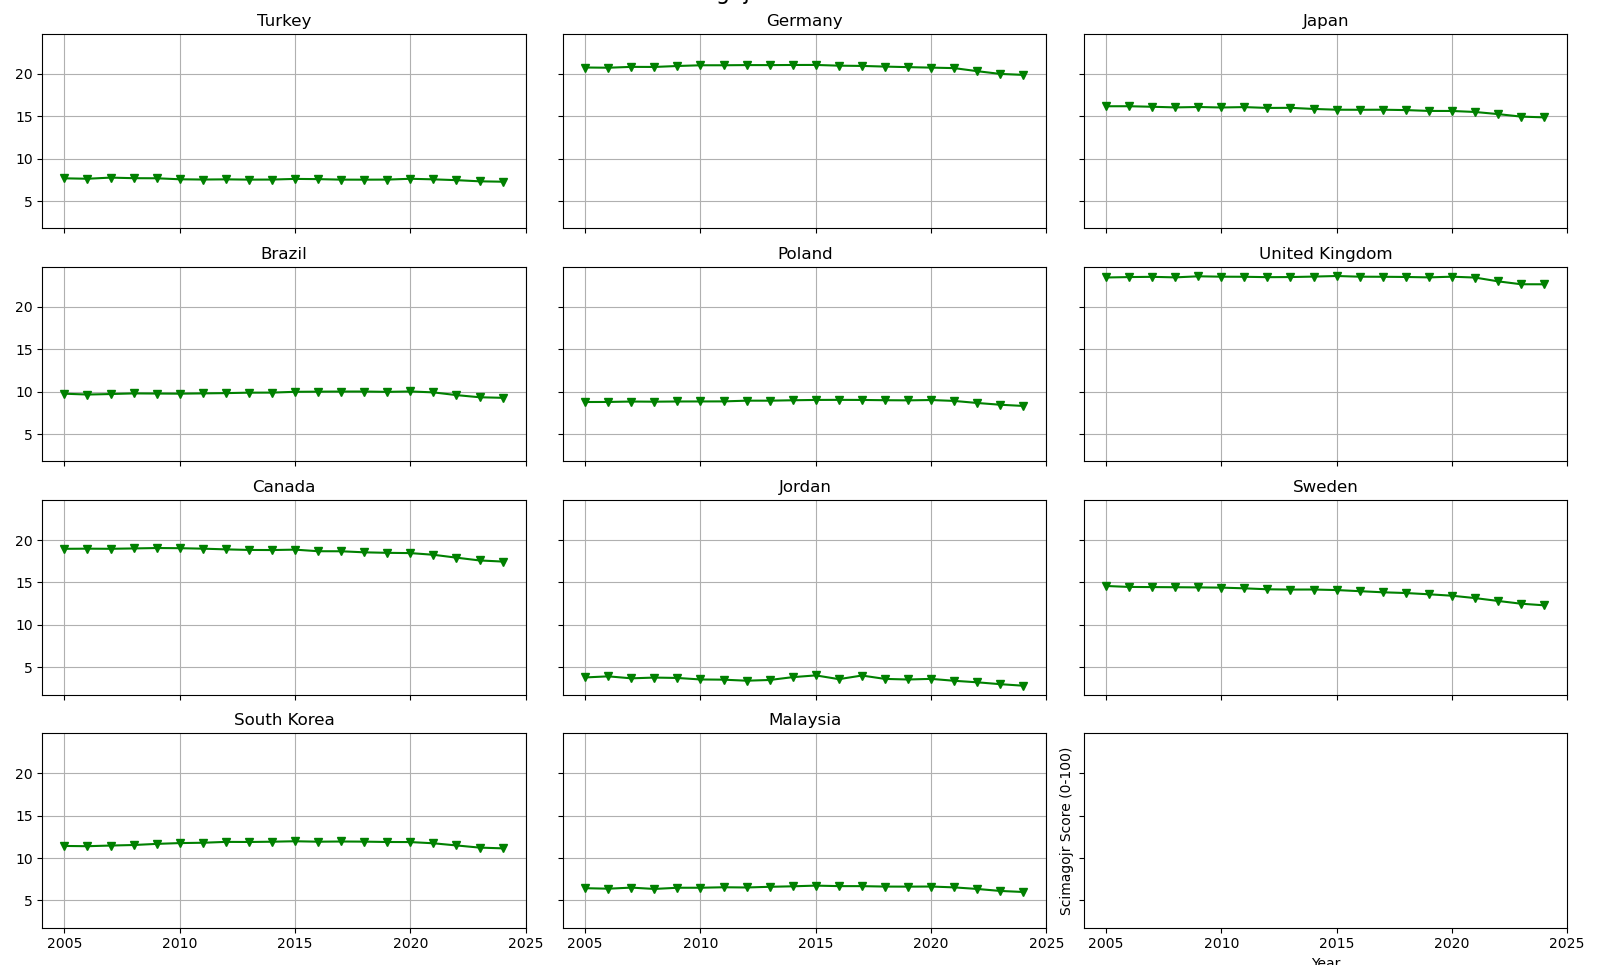 Turkey Germany Japan
20
15
10
5
Brazil Poland United Kingdom
20
15
10
5
Canada Jordan Sweden
20
15
10
5
South Korea Malaysia
20
15
10
5
Scimagojr Score (0-100)
2005 2010 2015 2020 2025 2005 2010 2015 2020 2025 2005 2010 2015 2020 2025
Year